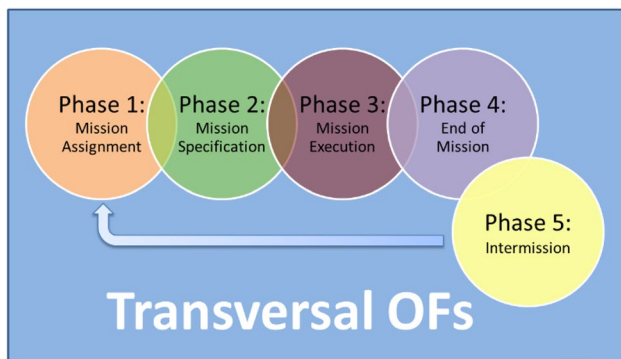 Phase 1:
Mission
Assignment
Phase 2:
Mission
Specification
Phase 3:
Mission
Execution
Phase 4:
End of
Mission
Phase 5:
Intermission
Transversal OFs